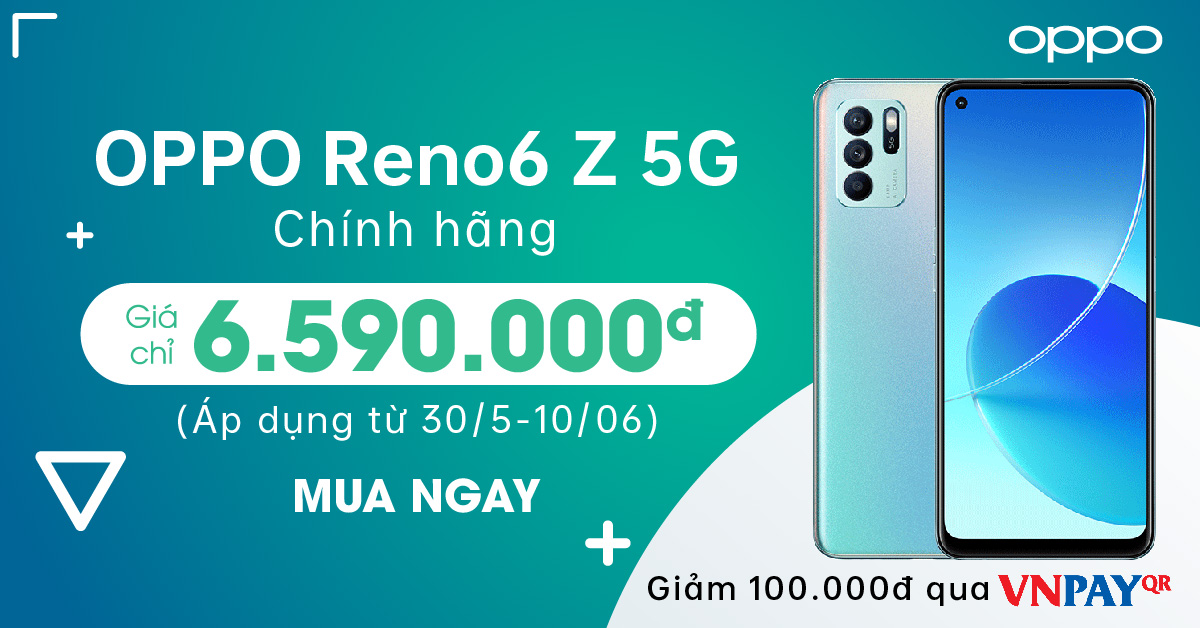 oppo
OPPO Reno6 Z 5G
Chính hãng
Giá chỉ 6.590.000đ
(Áp dụng từ 30/5-10/06)
MUA NGAY
Giảm 100.000đ qua VNPAYQR
5G